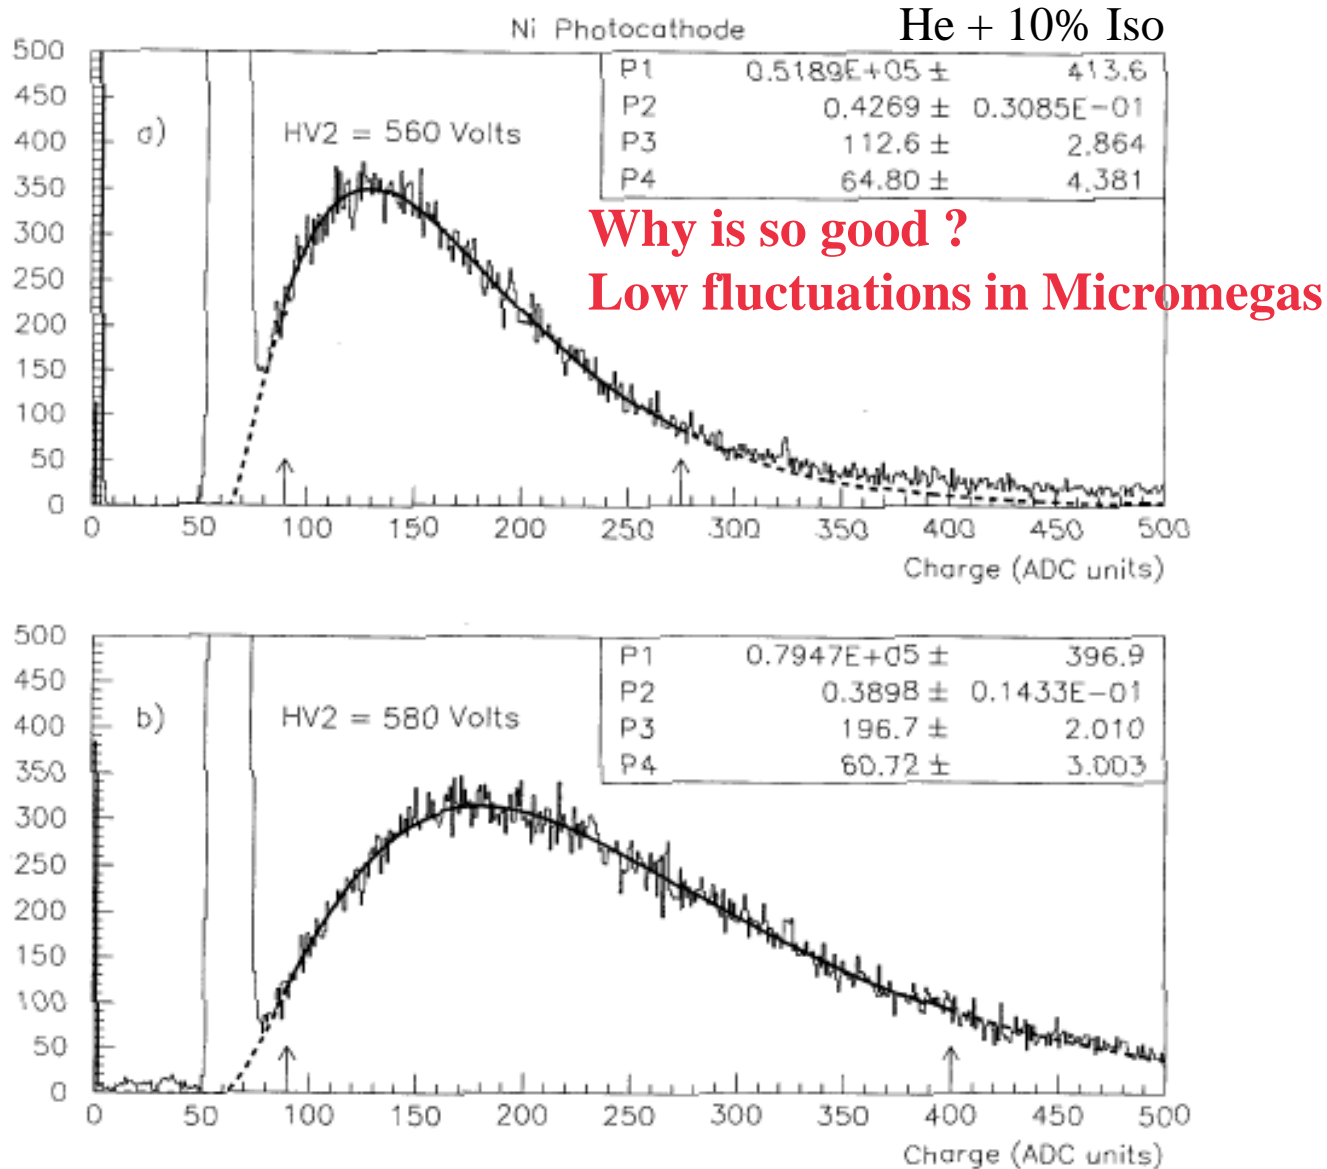 Ni Photocathode
He + 10% Iso
500
450
400
350
300
250
200
150
100
50
0
a)
HV2 = 560 Volts
P1 0.5189E+05 ± 413.6
P2 0.4269 ± 0.3085E-01
P3 112.6 ± 2.864
P4 64.80 ± 4.381
Why is so good ?
Low fluctuations in Micromegas
0 50 100 150 200 250 300 350 400 450 500
Charge (ADC units)
500
450
400
350
300
250
200
150
100
50
0
b)
HV2 = 580 Volts
P1 0.7947E+05 ± 396.9
P2 0.3898 ± 0.1433E-01
P3 196.7 ± 2.010
P4 60.72 ± 3.003
0 50 100 150 200 250 300 350 400 450 500
Charge (ADC units)